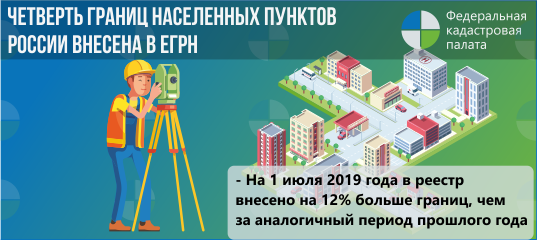 ЧЕТВЕРТЬ ГРАНИЦ НАСЕЛЕННЫХ ПУНКТОВ
РОССИИ ВНЕСЕНА В ЕГРН
Федеральная
кадастровая
палата
- На 1 июля 2019 года в реестр
внесено на 12% больше границ, чем
за аналогичный период прошлого года